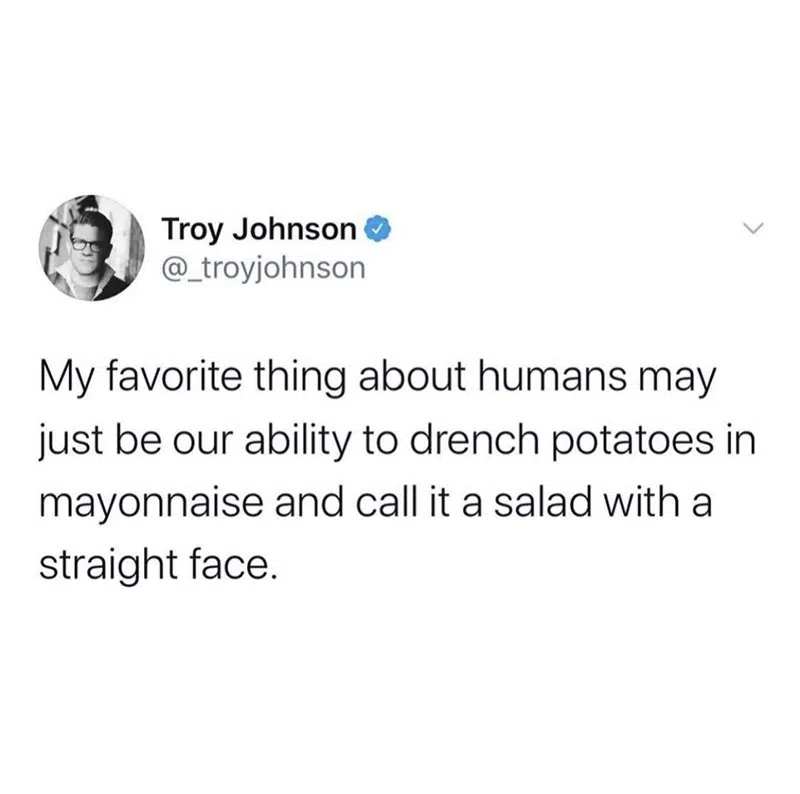 Troy Johnson
@_troyjohnson
My favorite thing about humans may
just be our ability to drench potatoes in
mayonnaise and call it a salad with a
straight face.